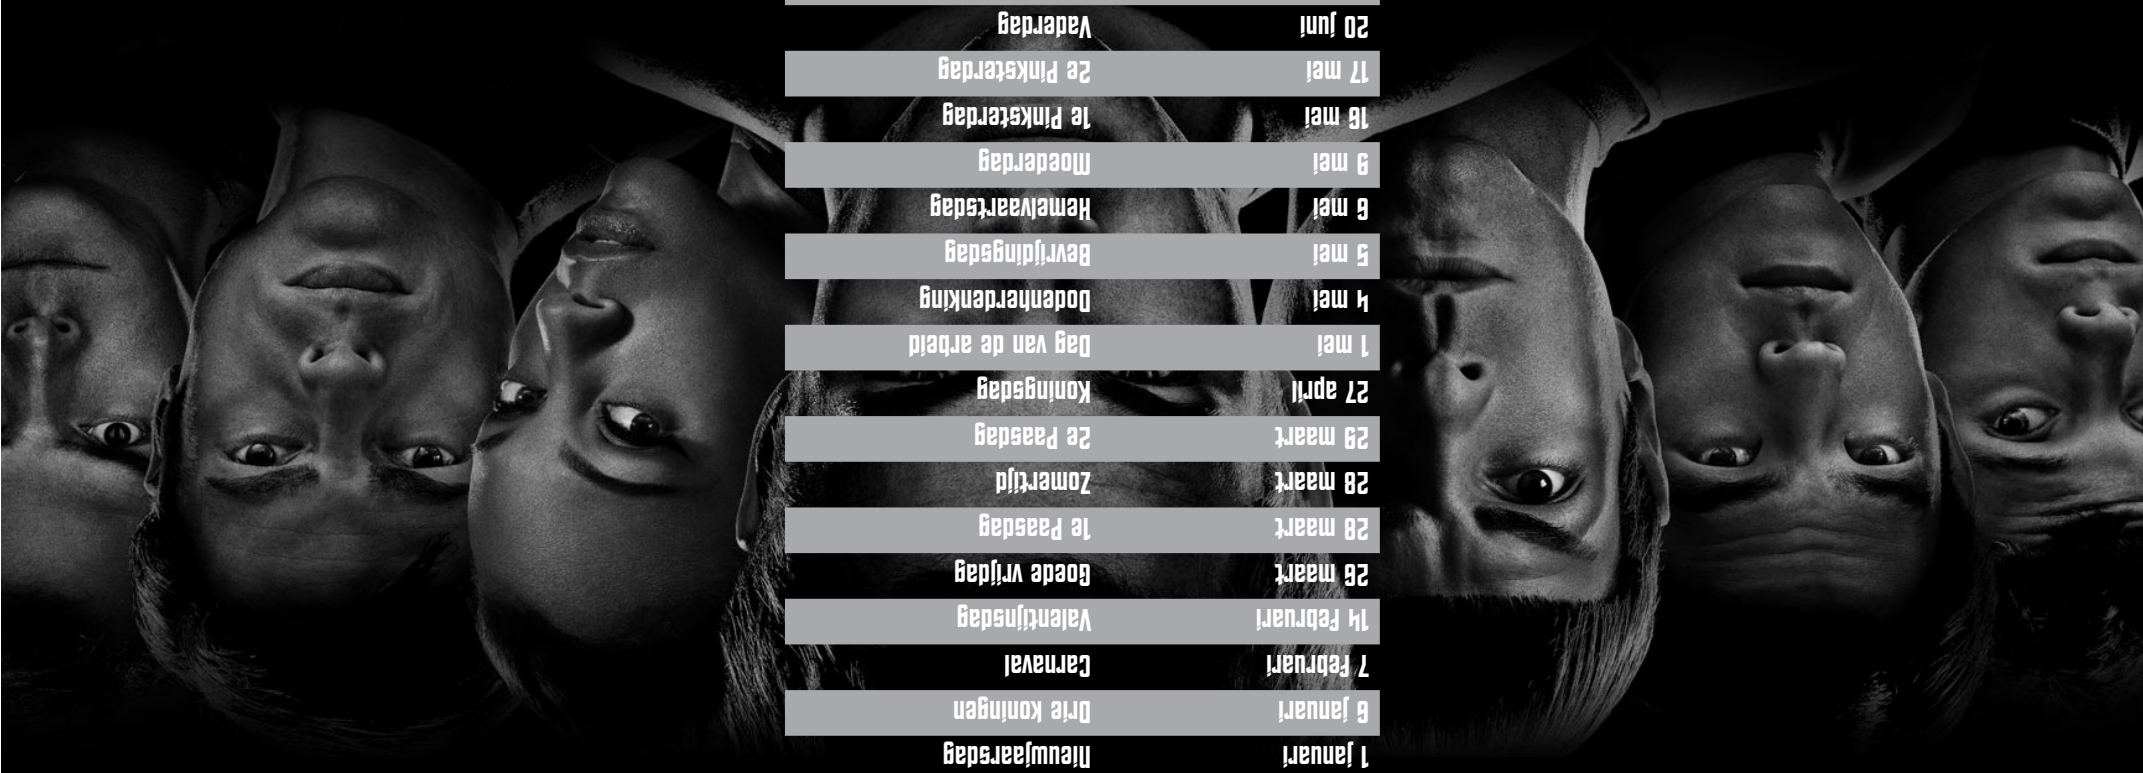 1 januari Nieuwjaarsdag
6 januari Drie koningen
7 februari Carnaval
14 februari Valentijnsdag
26 maart Goede vrijdag
28 maart 1e Paasdag
28 maart Zomertijd
29 maart 2e Paasdag
27 april Koningsdag
1 mei Dag van de arbeid
4 mei Dodenherdenking
5 mei Bevrijdingsdag
6 mei Hemelvaartsdag
9 mei Moederdag
16 mei 1e Pinksterdag
17 mei 2e Pinksterdag
20 juni Vaderdag